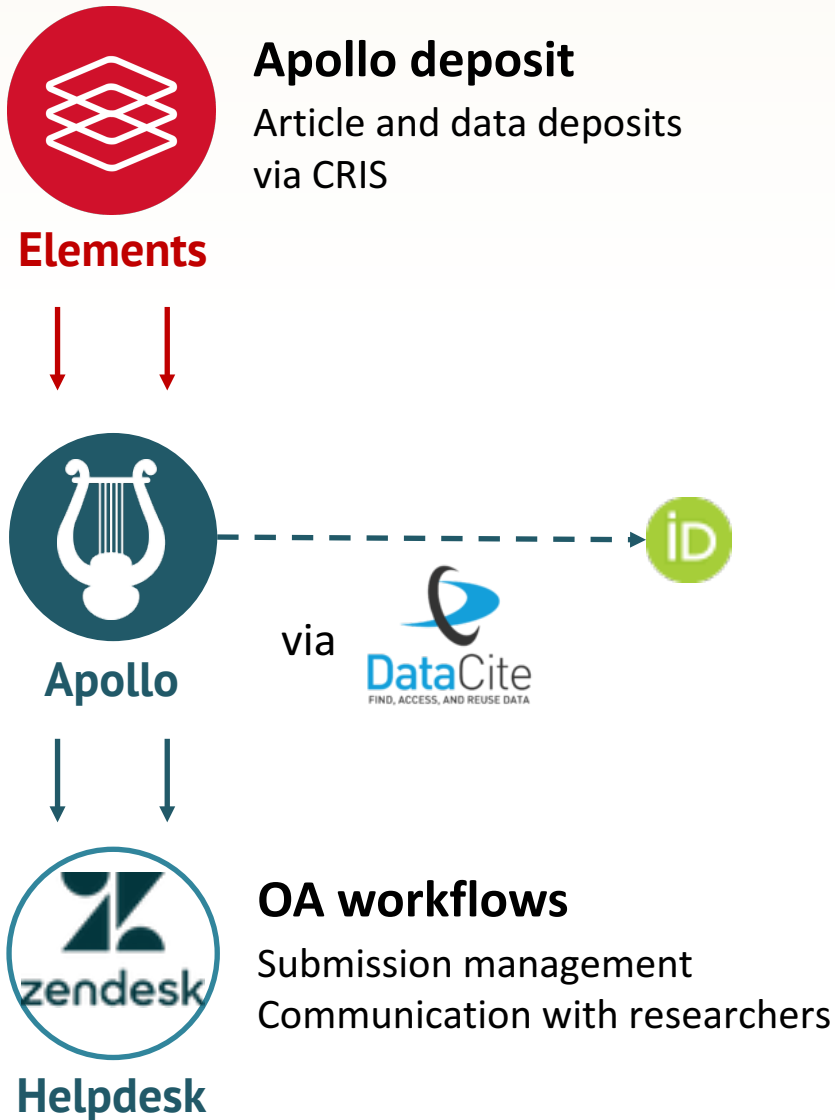 Apollo deposit
Article and data deposits
via CRIS
Elements
iD
via
DataCite
FIND, ACCESS, AND REUSE DATA
Apollo
OA workflows
Submission management
Communication with researchers
zendesk
Helpdesk